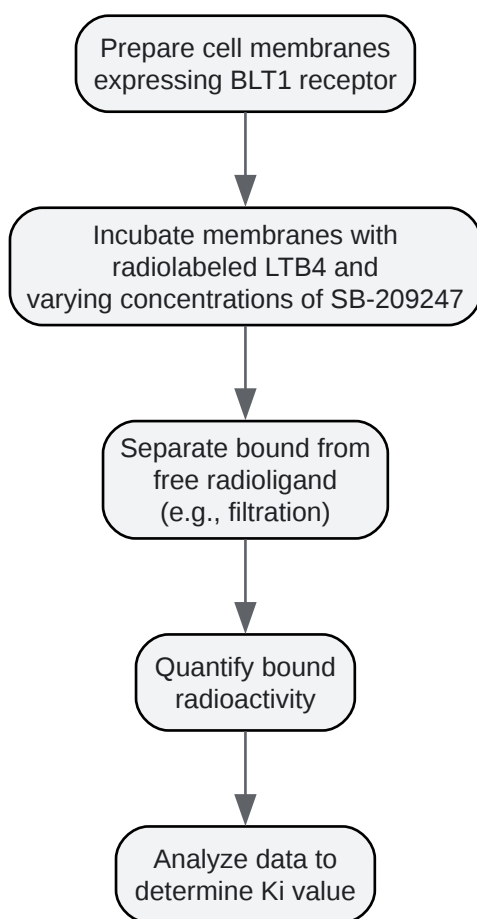 Prepare cell membranes
expressing BLT1 receptor
Incubate membranes with
radiolabeled LTB4 and
varying concentrations of SB-209247
Separate bound from
free radioligand
(e.g., filtration)
Quantify bound
radioactivity
Analyze data to
determine Ki value